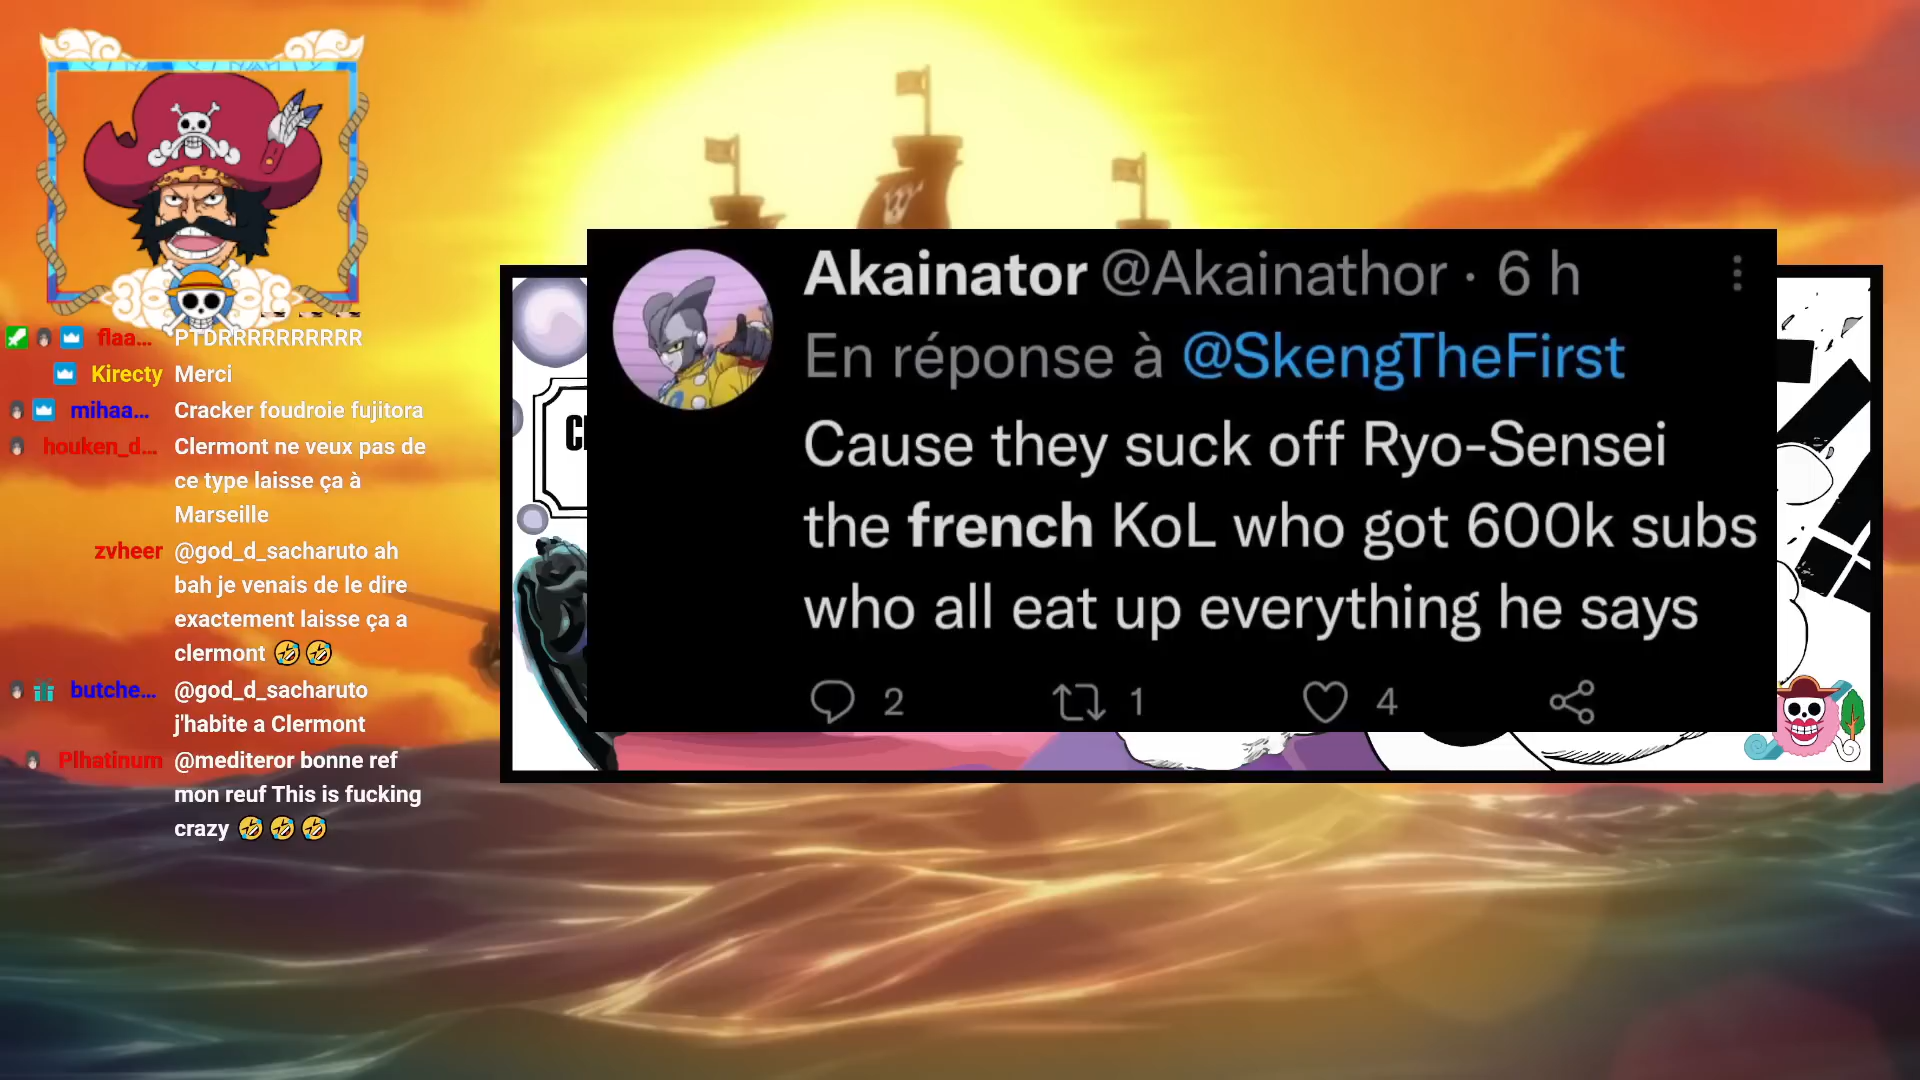 flaa... PTDRRRRRRRRRR
Kirecty Merci
mihaa... Cracker foudroie fujitora
houken_d... Clermont ne veux pas de
ce type laisse ça à
Marseille
zvheer @god_d_sacharuto ah
bah je venais de le dire
exactement laisse ça a
clermont 🤣 🤣
butche... @god_d_sacharuto
j'habite a Clermont
Plhatinum @mediteror bonne ref
mon reuf This is fucking
crazy 🤣 🤣 🤣
Akainator @Akainathor · 6 h
En réponse à @SkengTheFirst
Cause they suck off Ryo-Sensei
the french KoL who got 600k subs
who all eat up everything he says
2 1 4